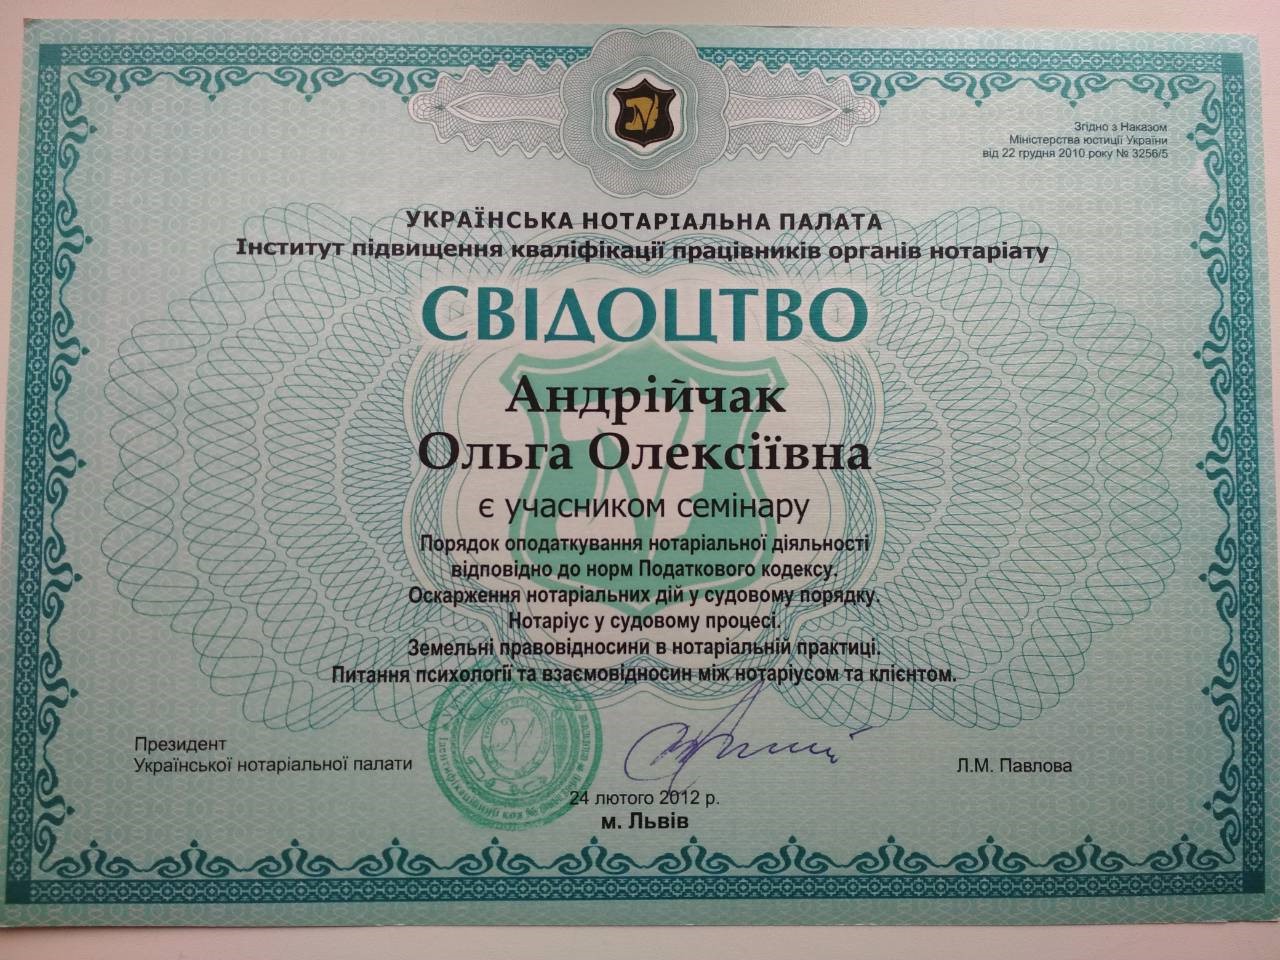 Згідно з Наказом
Міністерства юстиції України
від 22 грудня 2010 року № 3256/5
УКРАЇНСЬКА НОТАРІАЛЬНА ПАЛАТА
Інститут підвищення кваліфікації працівників органів нотаріату
СВІДОЦТВО
Андрійчак
Ольга Олексіївна
є учасником семінару
Порядок оподаткування нотаріальної діяльності
відповідно до норм Податкового кодексу.
Оскарження нотаріальних дій у судовому порядку.
Нотаріус у судовому процесі.
Земельні правовідносини в нотаріальній практиці.
Питання психології та взаємовідносин між нотаріусом та клієнтом.
Президент
Української нотаріальної палати
Л.М. Павлова
Ідентифікаційний код №
24 лютого 2012 р.
м. Львів